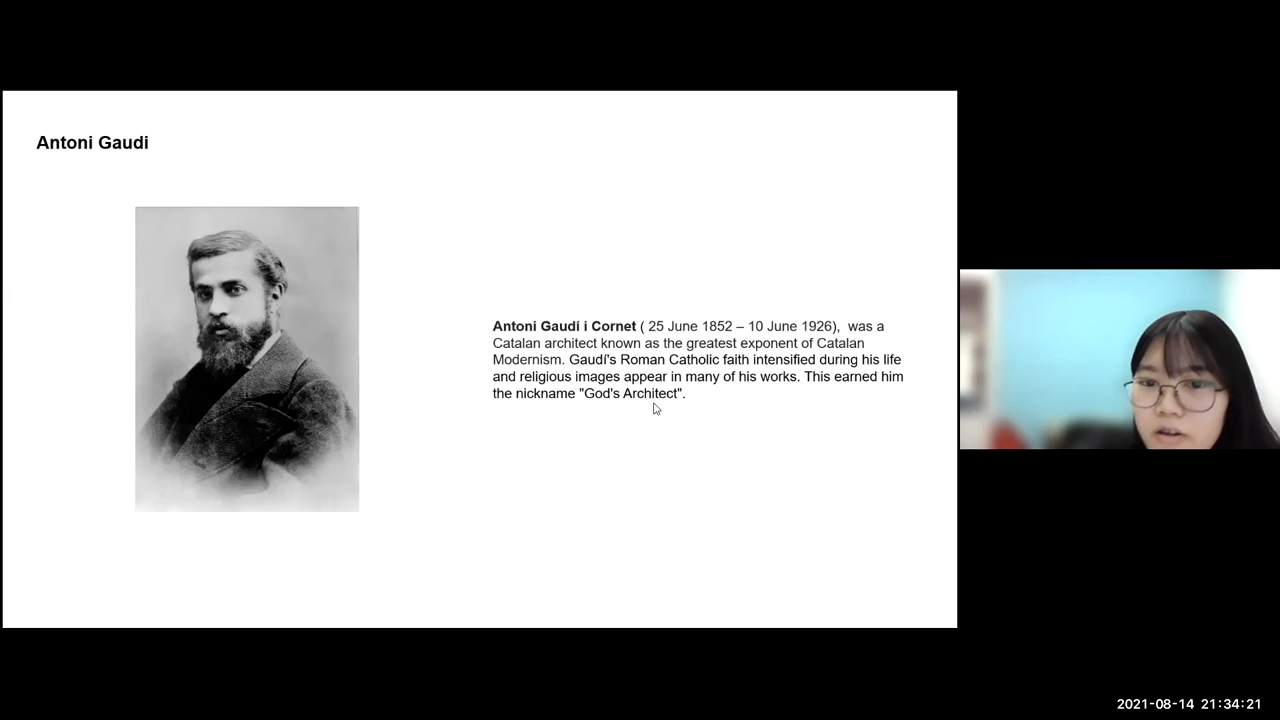 Antoni Gaudi
Antoni Gaudí i Cornet ( 25 June 1852 – 10 June 1926),  was a
Catalan architect known as the greatest exponent of Catalan
Modernism. Gaudí's Roman Catholic faith intensified during his life
and religious images appear in many of his works. This earned him
the nickname "God's Architect".
2021-08-14 21:34:21